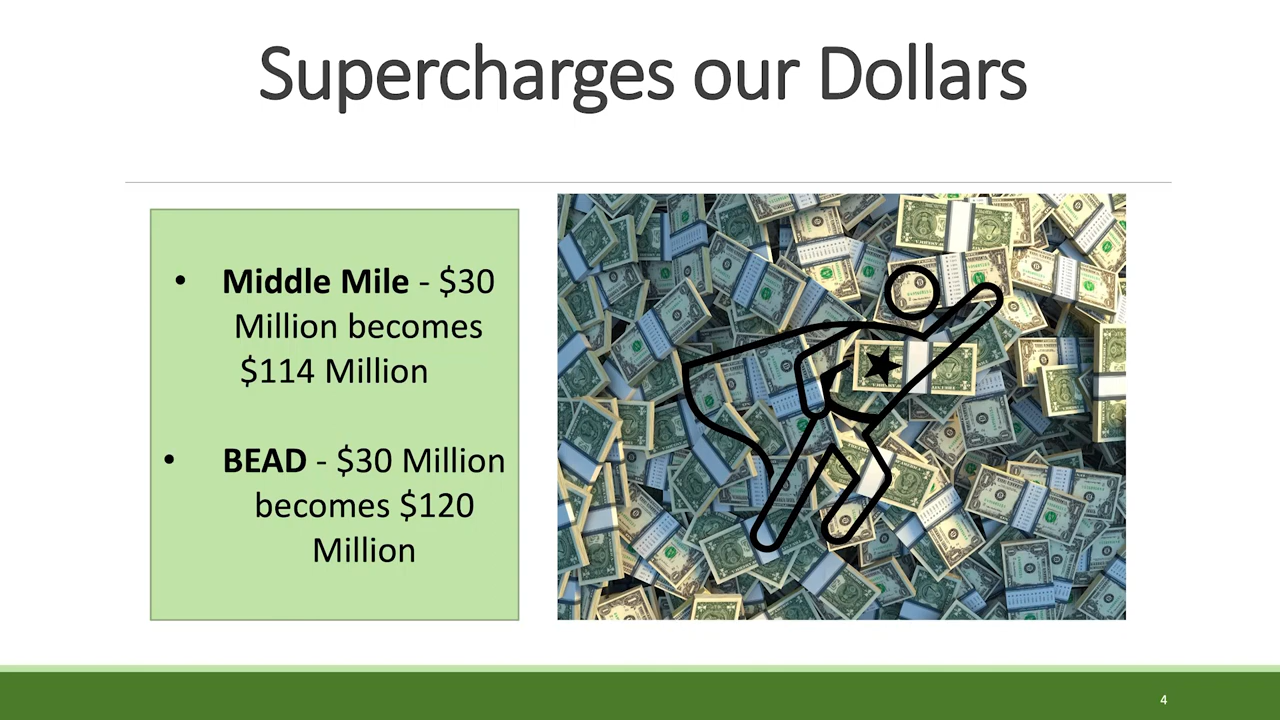 Supercharges our Dollars
• Middle Mile - $30
Million becomes
$114 Million
• BEAD - $30 Million
becomes $120
Million
4